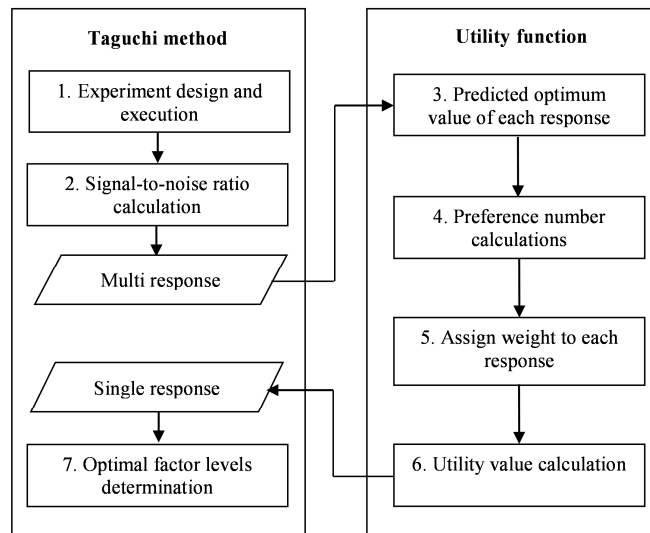 Taguchi method
1. Experiment design and
execution
2. Signal-to-noise ratio
calculation
Multi response
Single response
7. Optimal factor levels
determination
Utility function
3. Predicted optimum
value of each response
4. Preference number
calculations
5. Assign weight to each
response
6. Utility value calculation